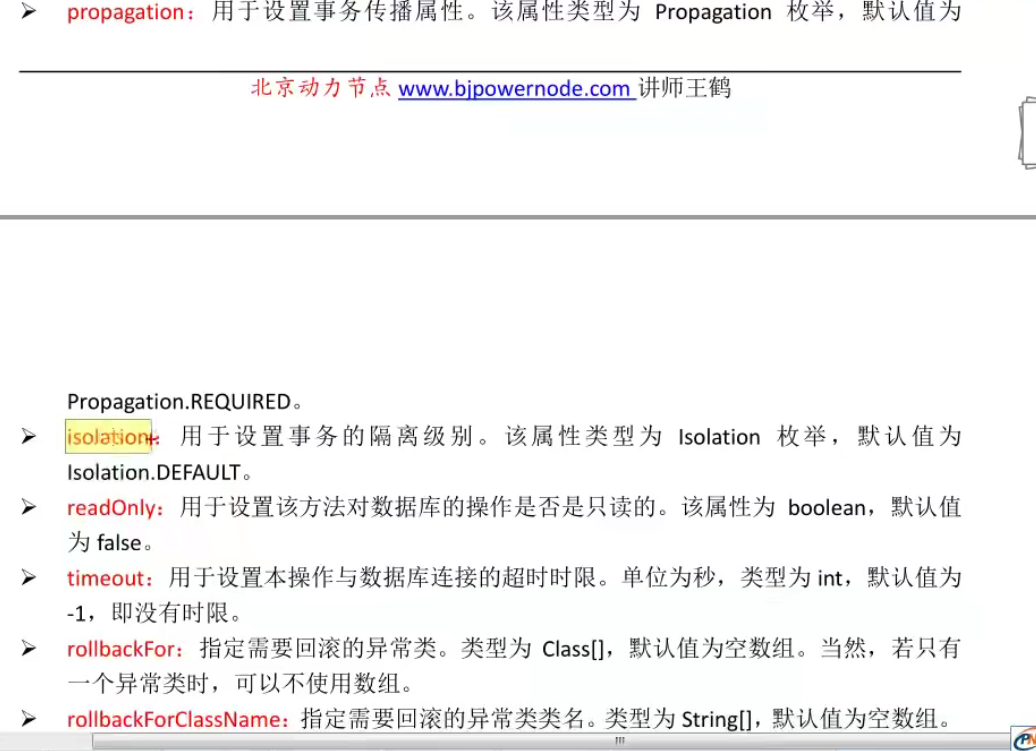 ➢ propagation：用于设置事务传播属性。该属性类型为 Propagation 枚举，默认值为
北京动力节点 www.bjpowernode.com 讲师王鹤
Propagation.REQUIRED。
➢ isolation：用于设置事务的隔离级别。该属性类型为 Isolation 枚举，默认值为
Isolation.DEFAULT。
➢ readOnly：用于设置该方法对数据库的操作是否是只读的。该属性为 boolean，默认值
为 false。
➢ timeout：用于设置本操作与数据库连接的超时时限。单位为秒，类型为 int，默认值为
-1，即没有时限。
➢ rollbackFor：指定需要回滚的异常类。类型为 Class[]，默认值为空数组。当然，若只有
一个异常类时，可以不使用数组。
➢ rollbackForClassName：指定需要回滚的异常类类名。类型为 String[]，默认值为空数组。